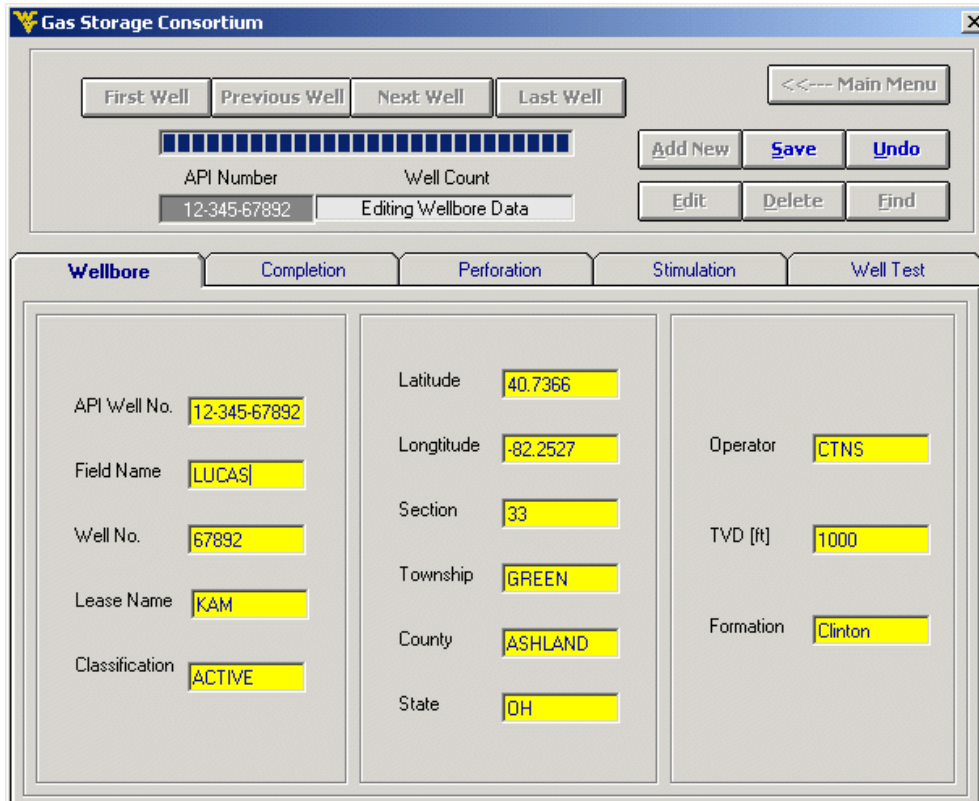 Gas Storage Consortium
<<--- Main Menu
First Well Previous Well Next Well Last Well
Add New Save Undo
API Number Well Count
12-345-67892 Editing Wellbore Data
Edit Delete Find
Wellbore Completion Perforation Stimulation Well Test
API Well No. 12-345-67892
Field Name LUCAS
Well No. 67892
Lease Name KAM
Classification ACTIVE
Latitude 40.7366
Longtitude -82.2527
Section 33
Township GREEN
County ASHLAND
State OH
Operator CTNS
TVD [ft] 1000
Formation Clinton